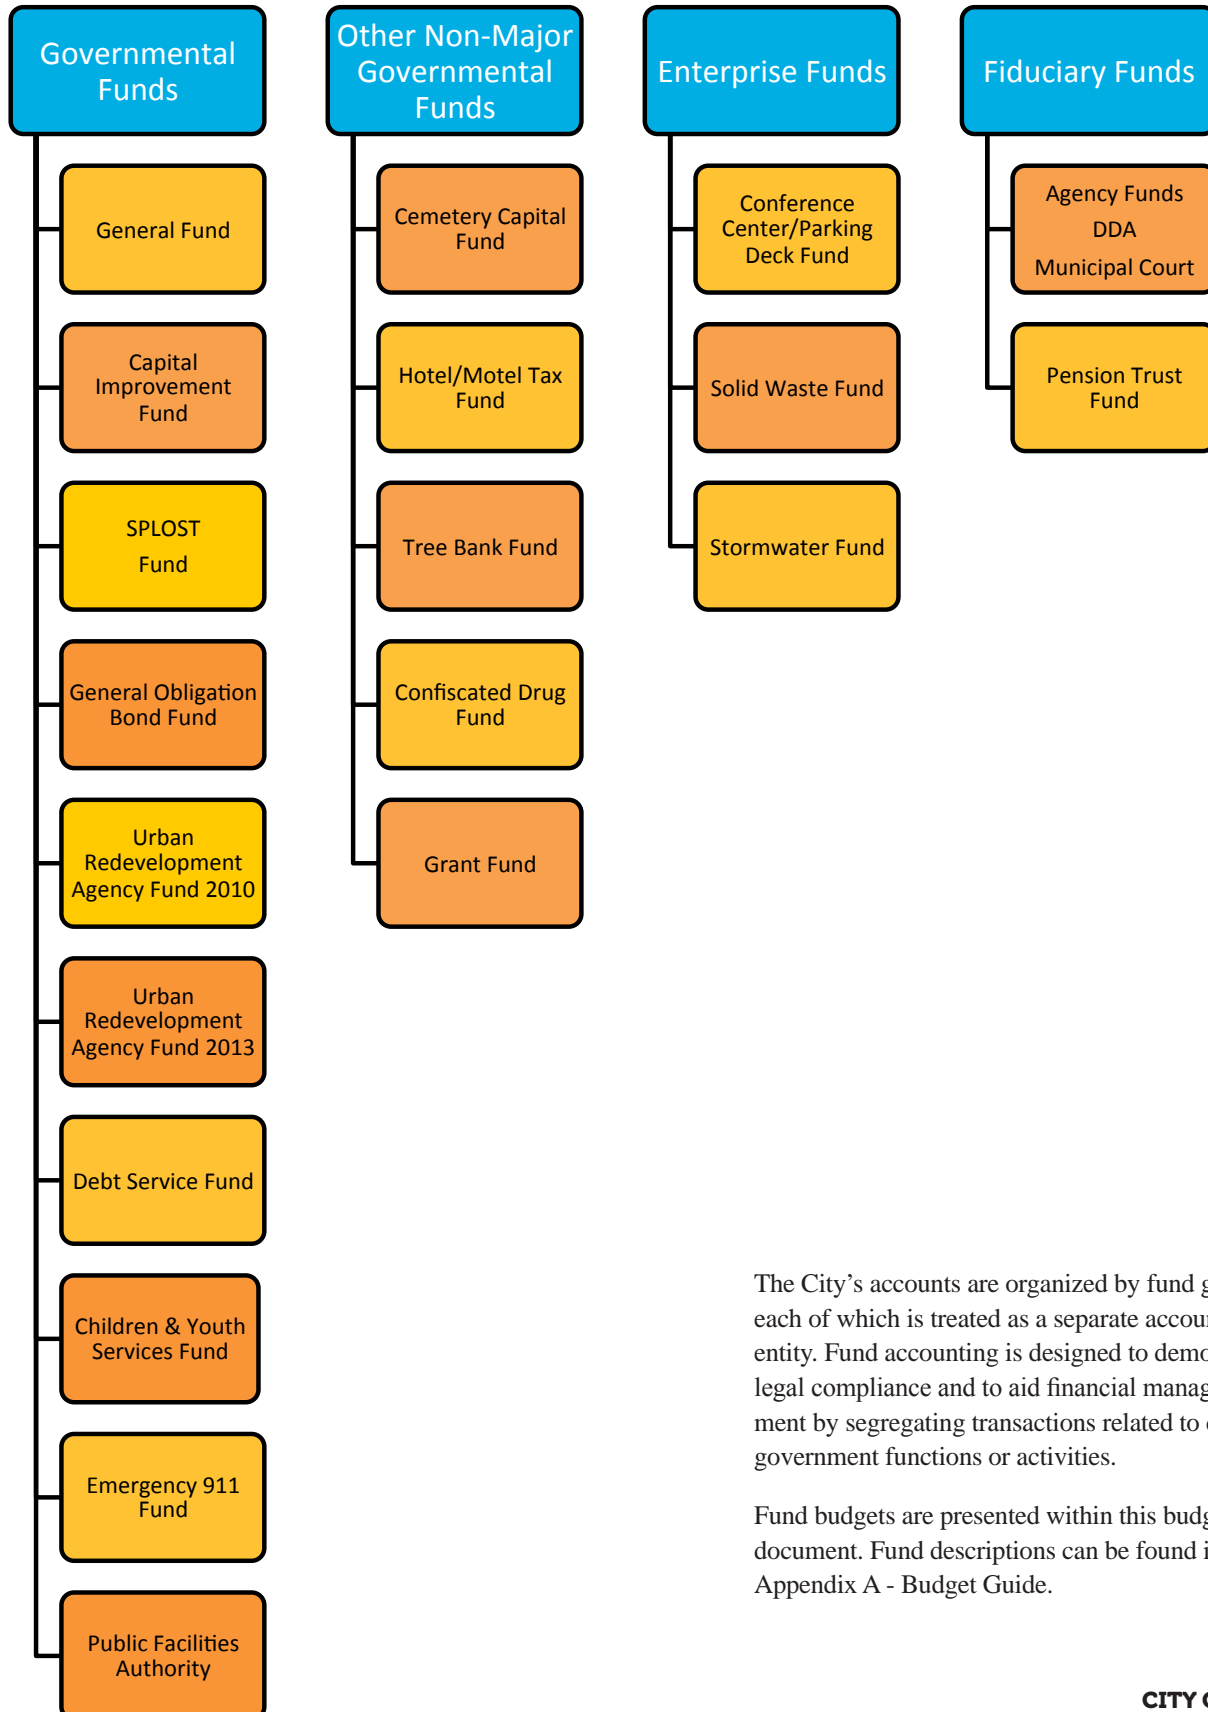 Governmental
Funds
General Fund
Capital
Improvement
Fund
SPLOST
Fund
General Obligation
Bond Fund
Urban
Redevelopment
Agency Fund 2010
Urban
Redevelopment
Agency Fund 2013
Debt Service Fund
Children & Youth
Services Fund
Emergency 911
Fund
Public Facilities
Authority
Other Non-Major
Governmental
Funds
Cemetery Capital
Fund
Hotel/Motel Tax
Fund
Tree Bank Fund
Confiscated Drug
Fund
Grant Fund
Enterprise Funds
Conference
Center/Parking
Deck Fund
Solid Waste Fund
Stormwater Fund
Fiduciary Funds
Agency Funds
DDA
Municipal Court
Pension Trust
Fund
The City's accounts are organized by fund
each of which is treated as a separate
entity. Fund accounting is designed to
legal compliance and to aid financial
ment by segregating transactions related to
government functions or activities.
Fund budgets are presented within this
document. Fund descriptions can be found
Appendix A - Budget Guide.
CITY